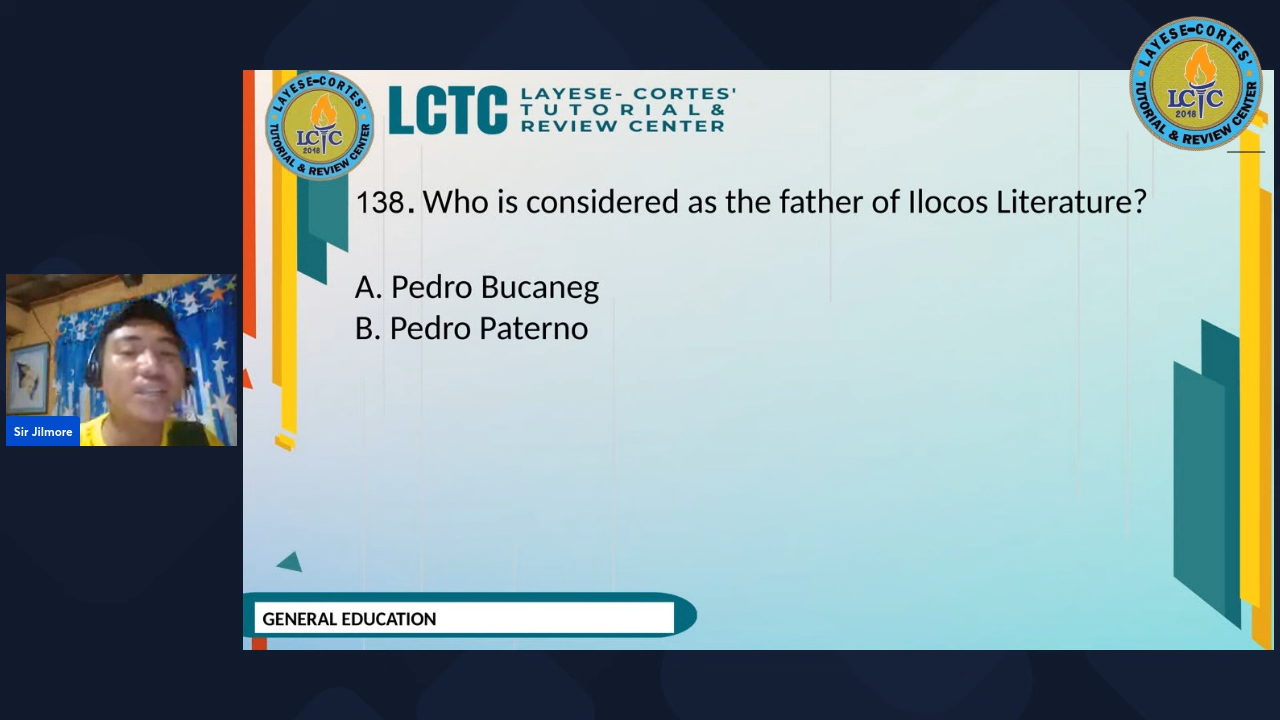 LAYESE-CORTES'
LCTC
2018
TUTORIAL & REVIEW CENTER
LCTC
LAYESE- CORTES'
TUTORIAL &
REVIEW CENTER
LAYESE-CORTES'
LCTC
2018
TUTORIAL & REVIEW CENTER
138. Who is considered as the father of Ilocos Literature?
A. Pedro Bucaneg
B. Pedro Paterno
Sir Jilmore
GENERAL EDUCATION